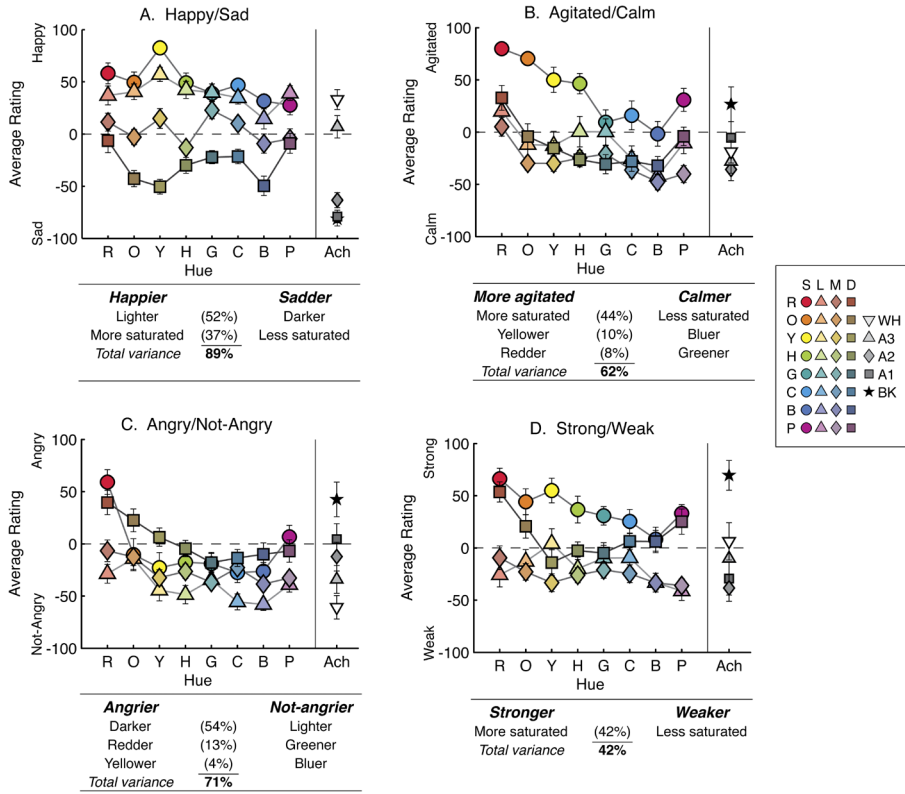 A. Happy/Sad
Happy
Average Rating
Sad
100
50
0
-50
-100
R O Y H G C B P Ach
Hue
Happier Sadder
Lighter (52%) Darker
More saturated (37%) Less saturated
Total variance 89%
B. Agitated/Calm
Agitated
Average Rating
Calm
100
50
0
-50
-100
R O Y H G C B P Ach
Hue
More agitated Calmer
More saturated (44%) Less saturated
Yellower (10%) Bluer
Redder (8%) Greener
Total variance 62%
S L M D
R
O WH
Y A3
H A2
G A1
C BK
B
P
C. Angry/Not-Angry
Angry
Average Rating
Not-Angry
100
50
0
-50
-100
R O Y H G C B P Ach
Hue
Angrier Not-angrier
Darker (54%) Lighter
Redder (13%) Greener
Yellower (4%) Bluer
Total variance 71%
D. Strong/Weak
Strong
Average Rating
Weak
100
50
0
-50
-100
R O Y H G C B P Ach
Hue
Stronger Weaker
More saturated (42%) Less saturated
Total variance 42%